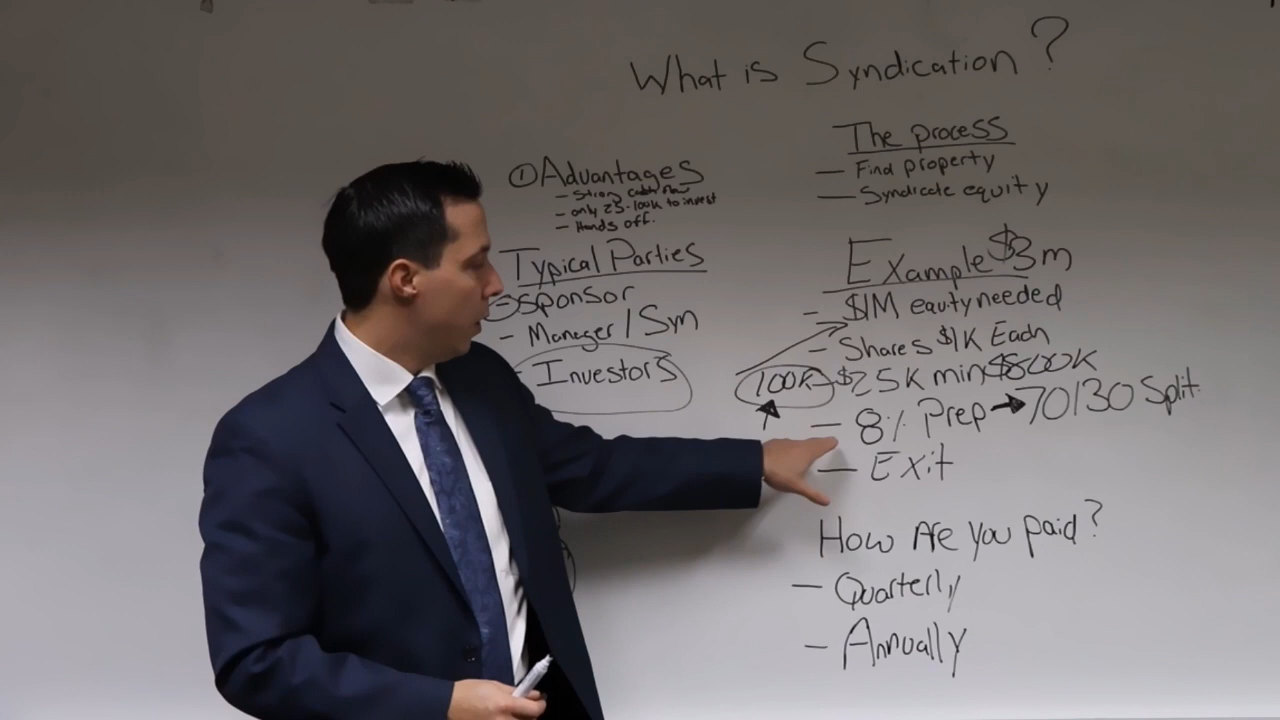 What is Syndication?
① Advantages
- Strong cash flow
- only 25-100k to invest
- Hands off.
Typical Parties
- Sponsor
- Manager / Sm
- Investors
The process
- Find property
- Syndicate equity
Example $3m
- $1M equity needed
- Shares $1K Each
100K - $25K min
- 8% Prep → 70/30 Split
- Exit
How Are you paid?
- Quarterly
- Annually